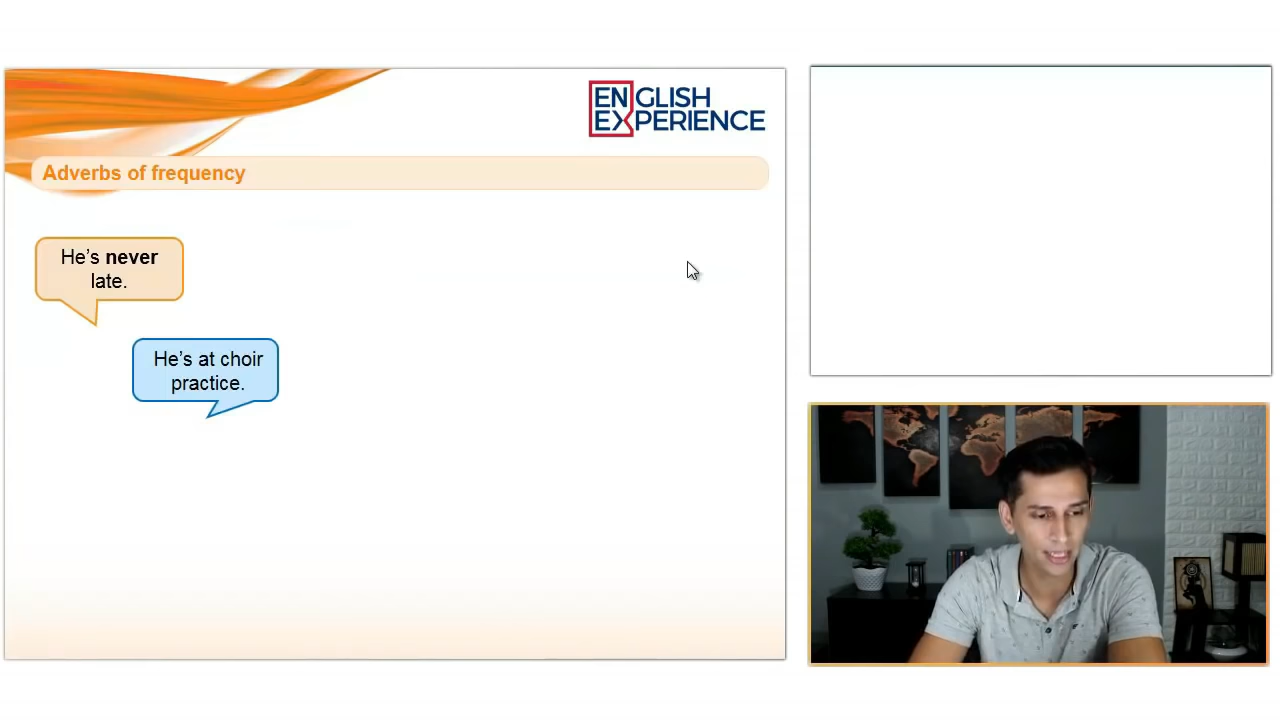 ENGLISH
EXPERIENCE
Adverbs of frequency
He’s never
late.
He’s at choir
practice.